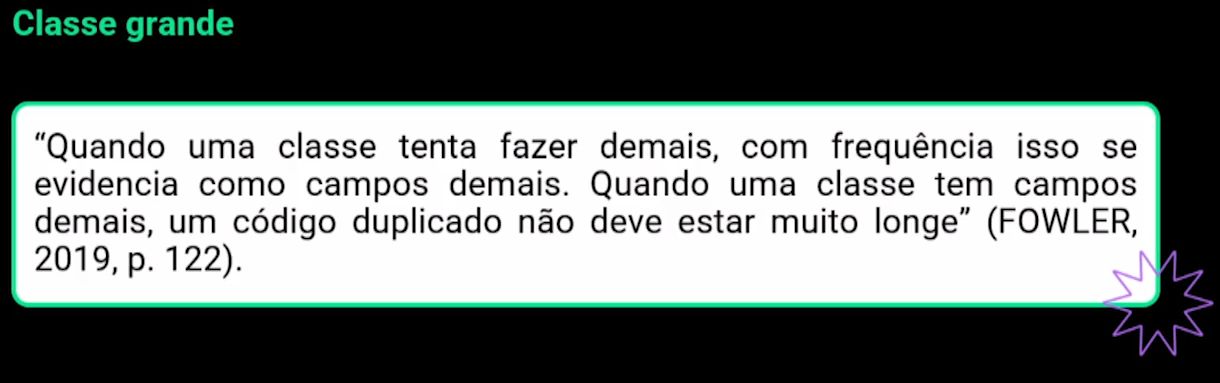 Classe grande
“Quando uma classe tenta fazer demais, com frequência isso se
evidencia como campos demais. Quando uma classe tem campos
demais, um código duplicado não deve estar muito longe” (FOWLER,
2019, p. 122).